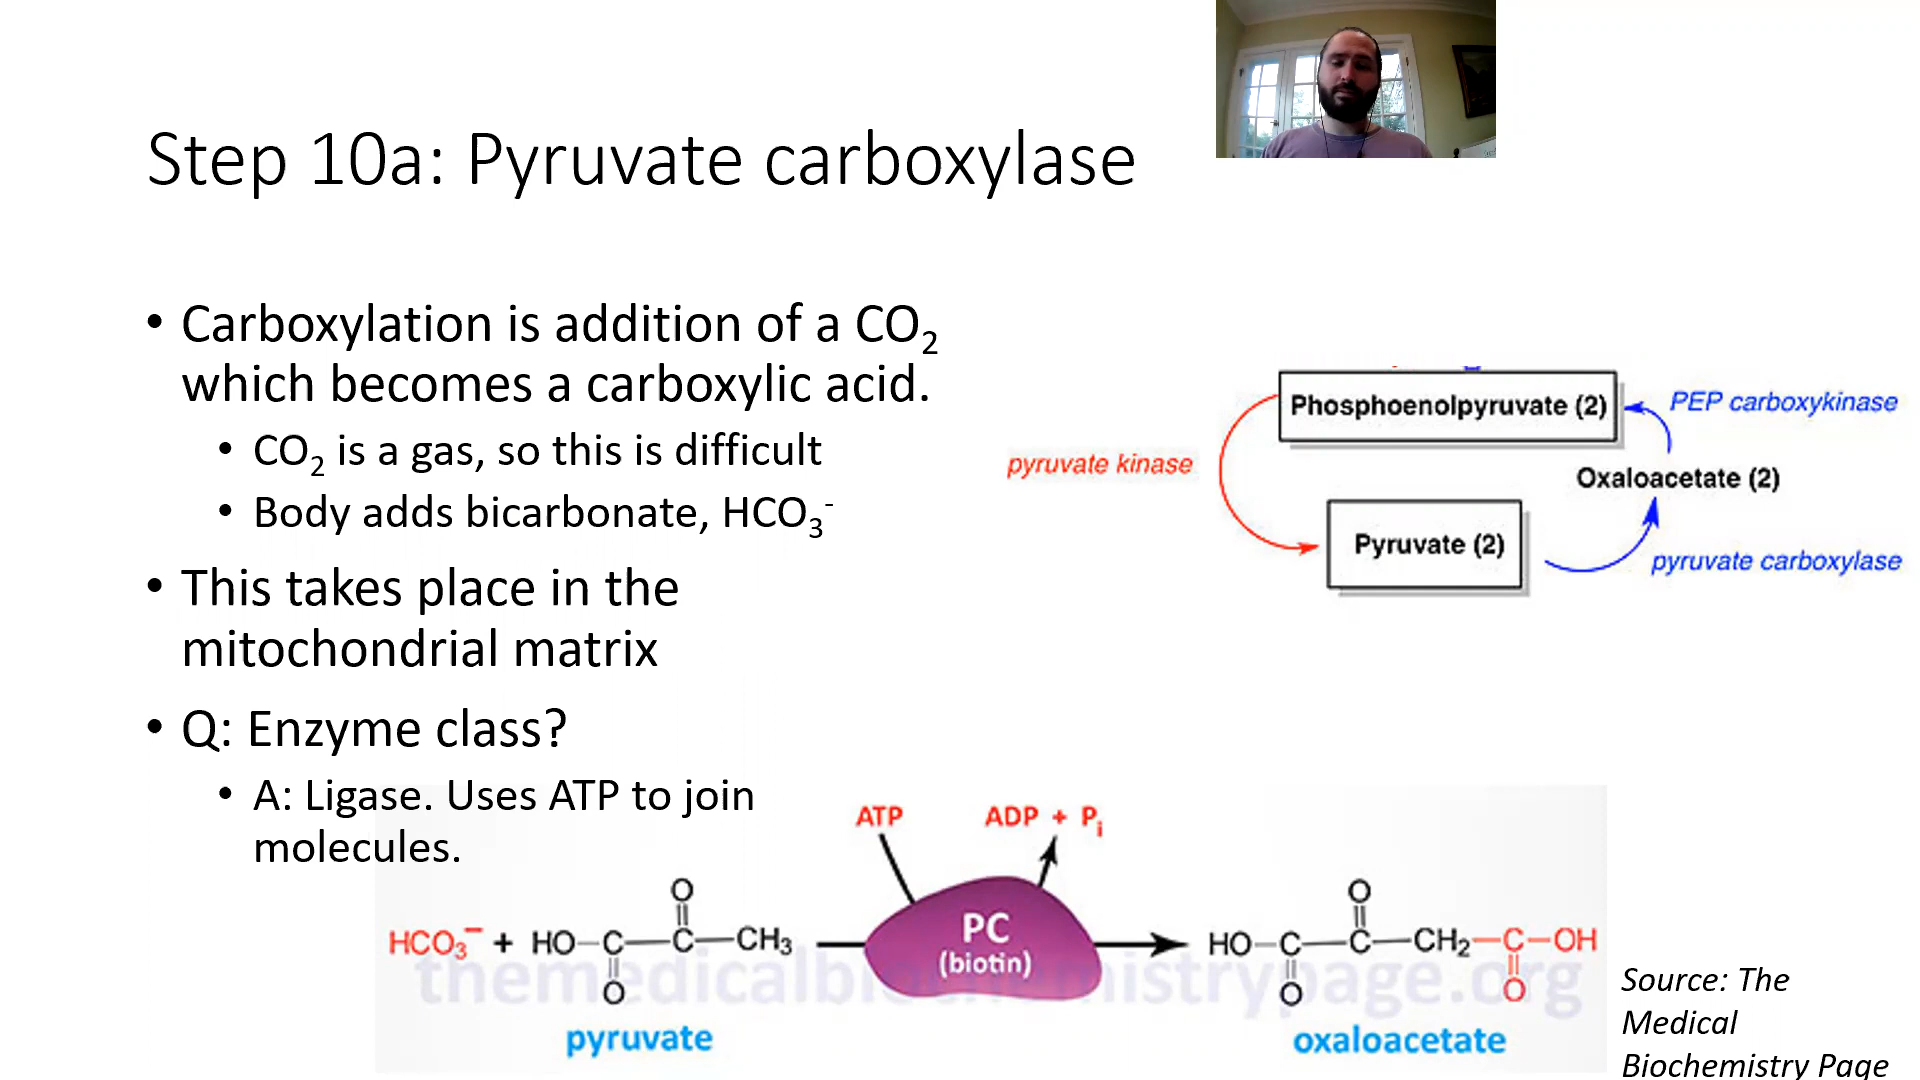 Step 10a: Pyruvate carboxylase
• Carboxylation is addition of a CO₂
which becomes a carboxylic acid.
• CO₂ is a gas, so this is difficult
• Body adds bicarbonate, HCO₃⁻
• This takes place in the
mitochondrial matrix
• Q: Enzyme class?
• A: Ligase. Uses ATP to join
molecules.
Phosphoenolpyruvate (2)
PEP carboxykinase
pyruvate kinase
Oxaloacetate (2)
Pyruvate (2)
pyruvate carboxylase
ATP
ADP + Pᵢ
O
O
HCO₃⁻ + HO–C–C–CH₃
PC
(biotin)
HO–C–C–CH₂–C–OH
O
O
O
themedicalbiochemistrypage.org
pyruvate
oxaloacetate
Source: The
Medical
Biochemistry Page